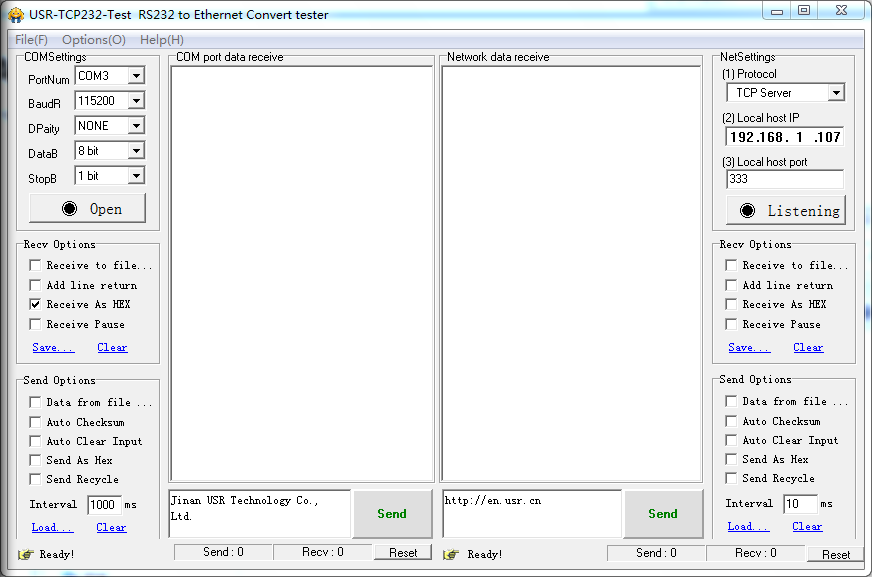 USR-TCP232-Test RS232 to Ethernet Convert tester
File(F) Options(O) Help(H)
COMSettings
PortNum COM3
BaudR 115200
DPaity NONE
DataB 8 bit
StopB 1 bit
Open
Recv Options
Receive to file...
Add line return
Receive As HEX
Receive Pause
Save... Clear
Send Options
Data from file ...
Auto Checksum
Auto Clear Input
Send As Hex
Send Recycle
Interval 1000 ms
Load... Clear
Ready!
COM port data receive
Jinan USR Technology Co.,
Ltd.
Send
Send : 0 Recv : 0 Reset
Network data receive
http://en.usr.cn
Send
Ready!
Send : 0 Recv : 0 Reset
NetSettings
(1) Protocol
TCP Server
(2) Local host IP
192.168. 1 .107
(3) Local host port
333
Listening
Recv Options
Receive to file...
Add line return
Receive As HEX
Receive Pause
Save... Clear
Send Options
Data from file ...
Auto Checksum
Auto Clear Input
Send As Hex
Send Recycle
Interval 10 ms
Load... Clear